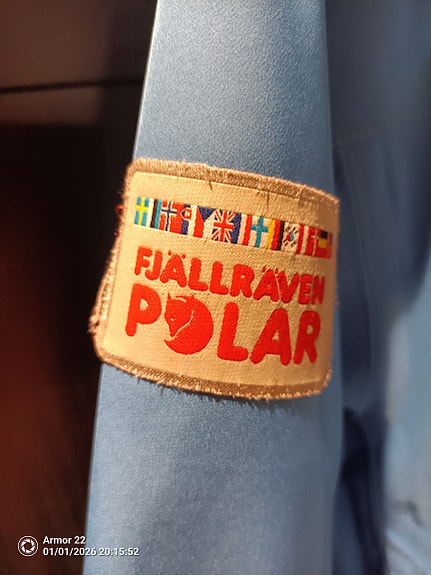 FJÄLLRÄVEN
POLAR
Armor 22
01/01/2026 20:15:52